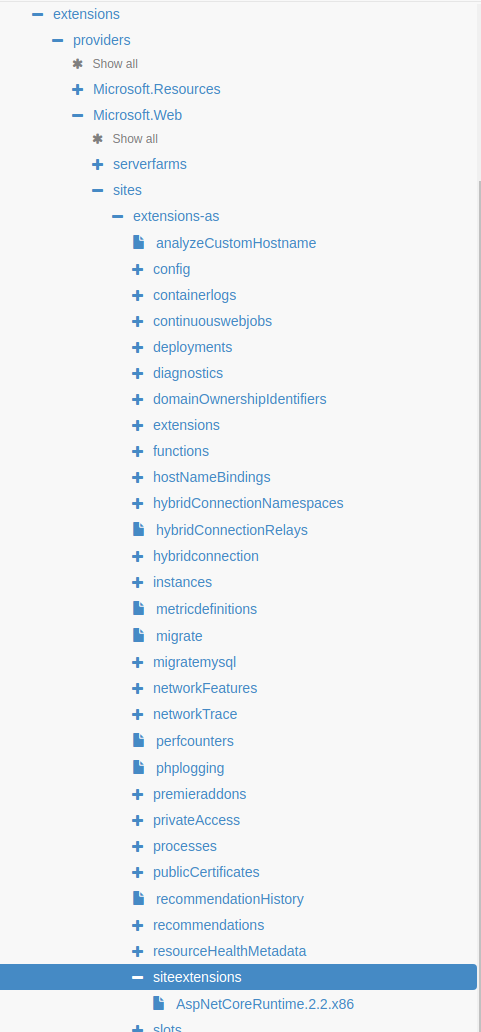 extensions
providers
Show all
Microsoft.Resources
Microsoft.Web
Show all
serverfarms
sites
extensions-as
analyzeCustomHostname
config
containerlogs
continuouswebjobs
deployments
diagnostics
domainOwnershipIdentifiers
extensions
functions
hostNameBindings
hybridConnectionNamespaces
hybridConnectionRelays
hybridconnection
instances
metricdefinitions
migrate
migratemysql
networkFeatures
networkTrace
perfcounters
phplogging
premieraddons
privateAccess
processes
publicCertificates
recommendationHistory
recommendations
resourceHealthMetadata
siteextensions
AspNetCoreRuntime.2.2.x86
slots